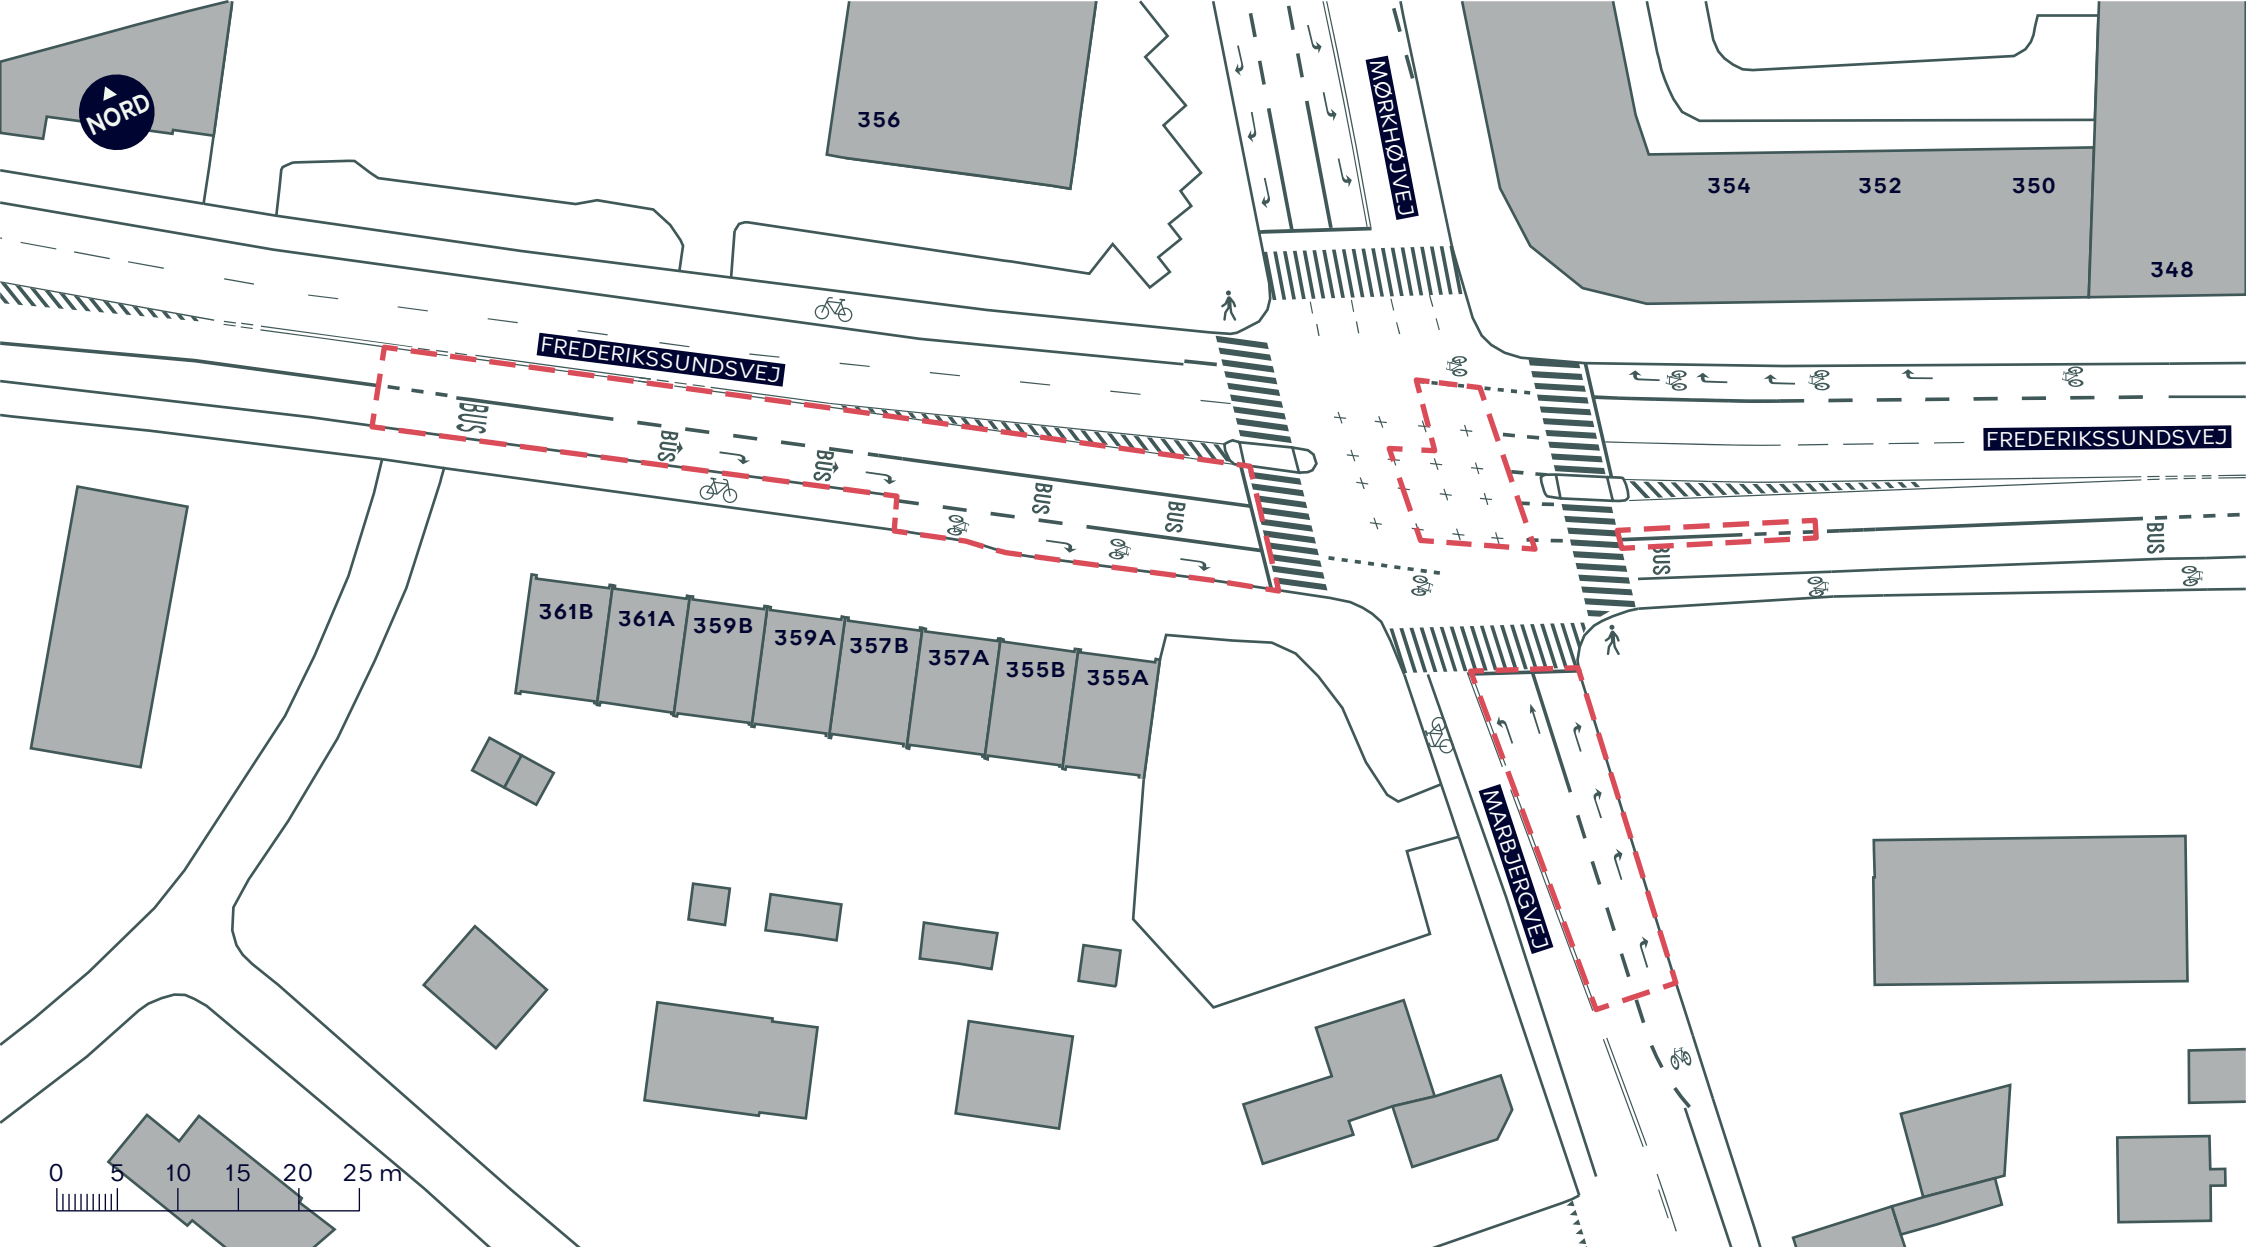 NORD
356
MØRKHØJVEJ
354
352
350
348
FREDERIKSSUNDSVEJ
FREDERIKSSUNDSVEJ
BUS
BUS
BUS
BUS
BUS
BUS
BUS
361B
361A
359B
359A
357B
357A
355B
355A
MARBJERGVEJ
0 5 10 15 20 25 m